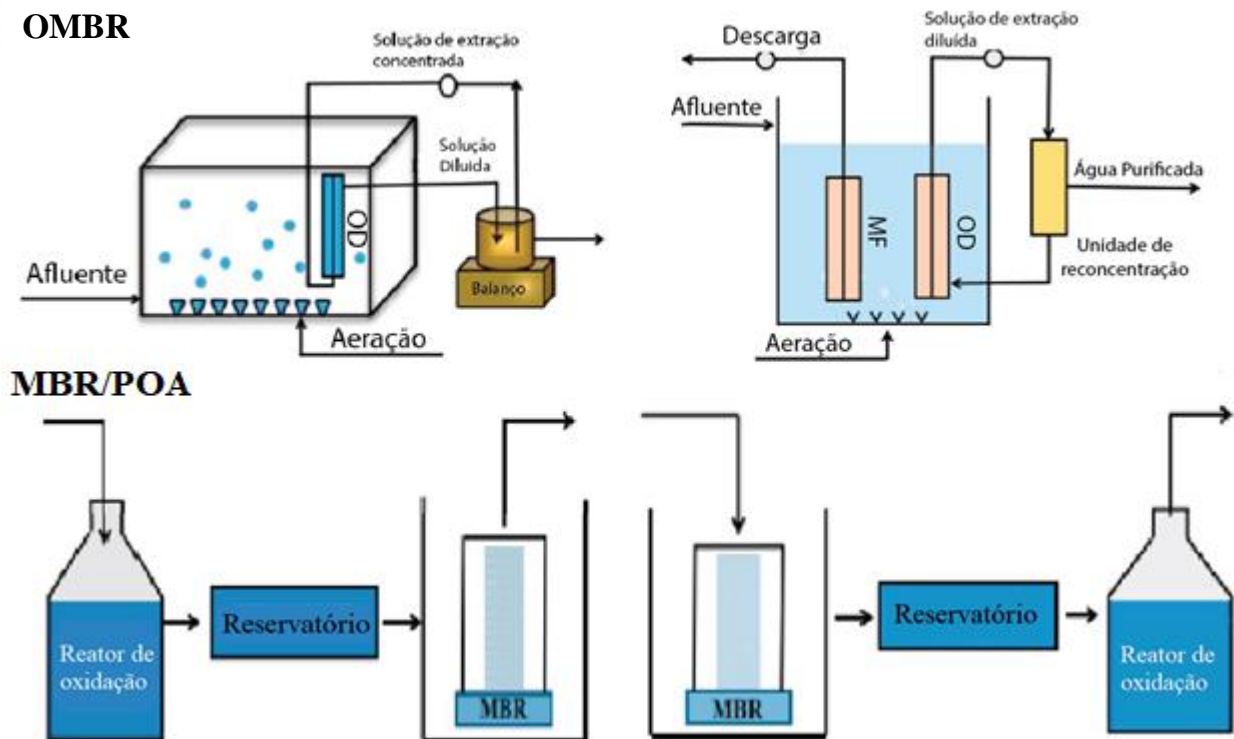 OMBR
Solução de extração
concentrada
Solução
Diluida
OD
Afluente
Balanço
Aeração
Solução de extração
diluída
Descarga
Afluente
Água Purificada
MF
OD
Unidade de
reconcentração
Aeração
MBR/POA
Reator de
oxidação
Reservatório
MBR
MBR
Reservatório
Reator de
oxidação